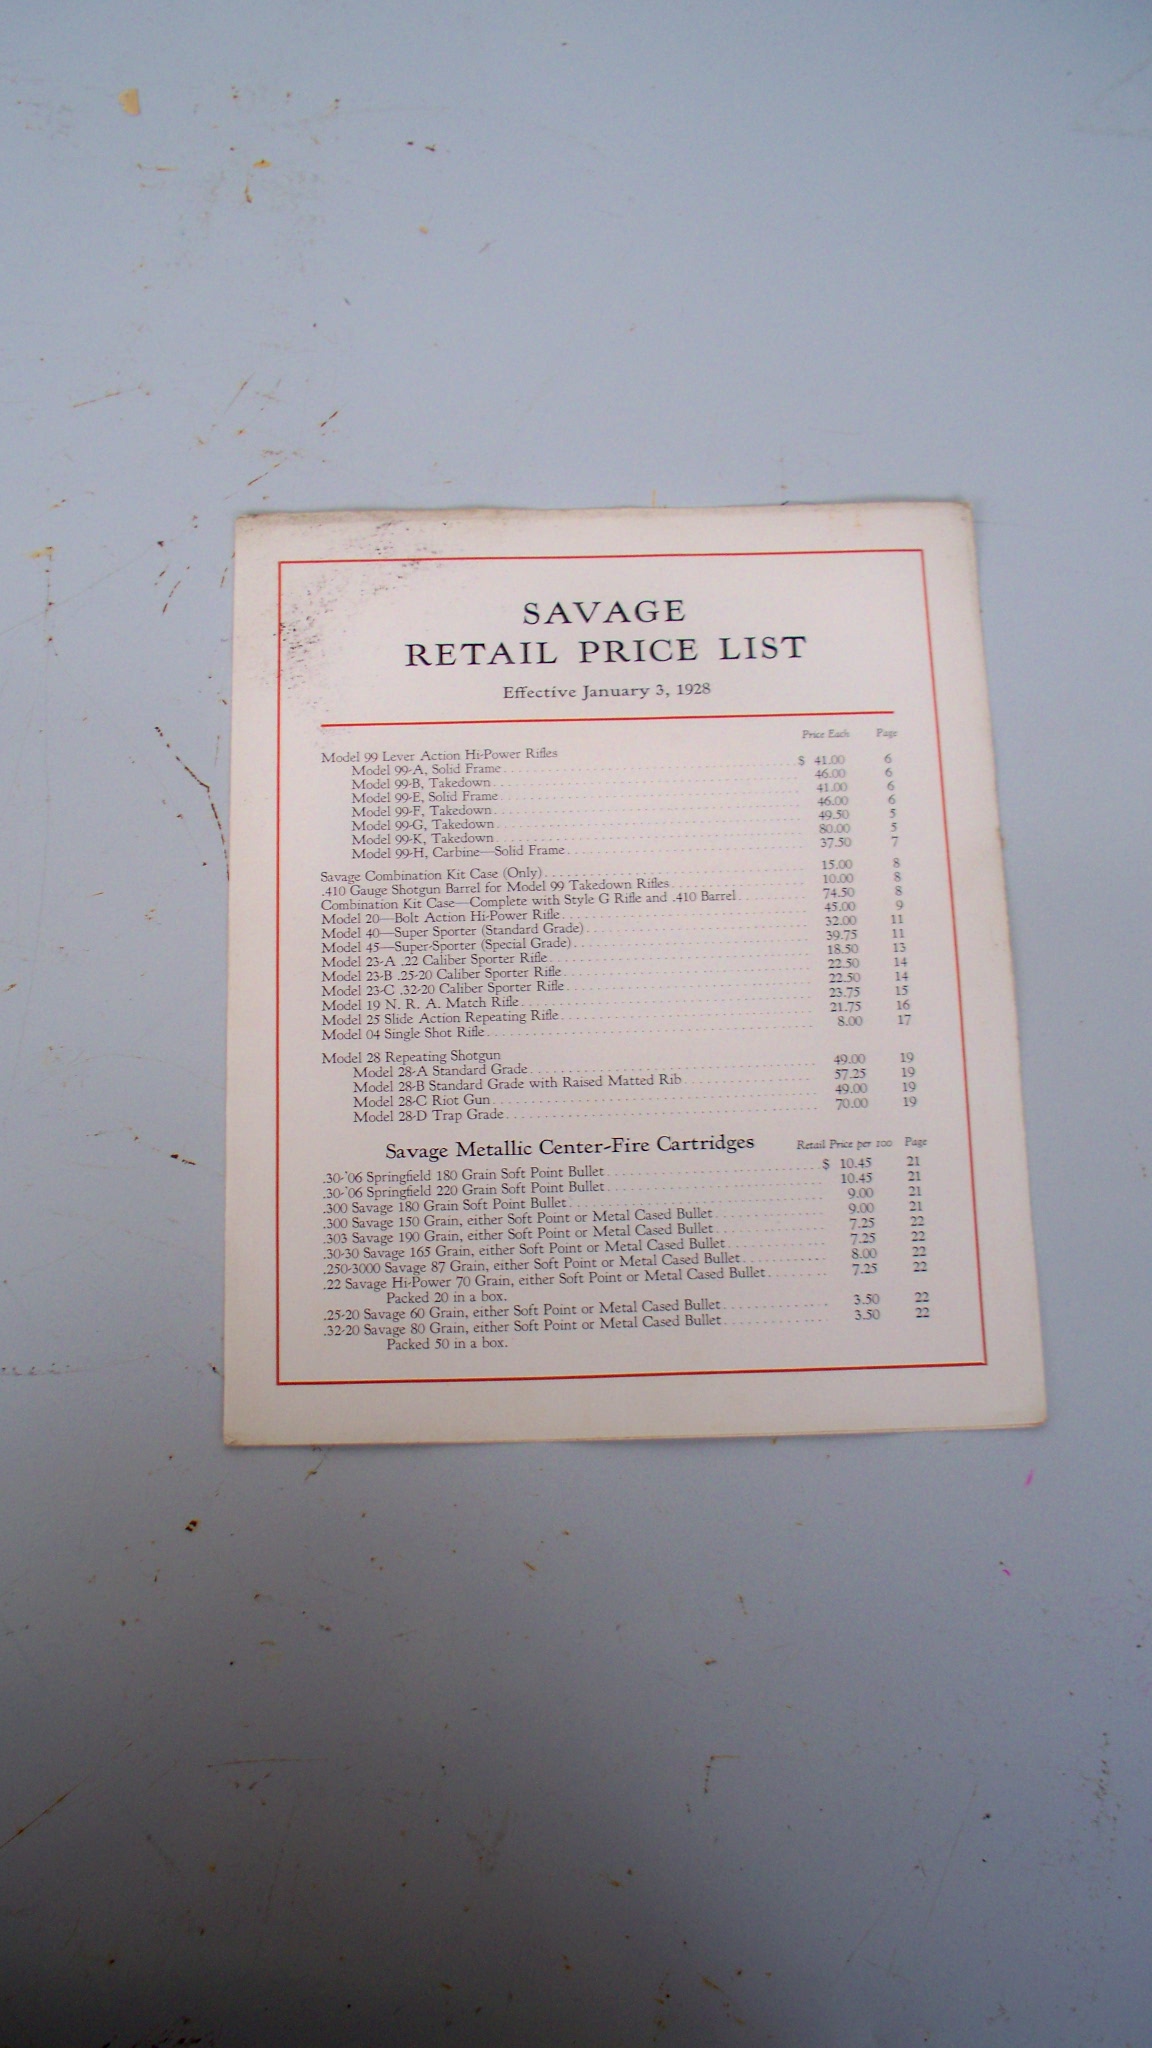 SAVAGE
RETAIL PRICE LIST
Effective January 3, 1928
Price Each Page
Model 99 Lever Action Hi-Power Rifles
Model 99-A, Solid Frame $ 41.00 6
Model 99-B, Takedown 46.00 6
Model 99-E, Solid Frame 41.00 6
Model 99-F, Takedown 46.00 6
Model 99-G, Takedown 49.50 5
Model 99-K, Takedown 80.00 5
Model 99-H, Carbine—Solid Frame 37.50 7
Savage Combination Kit Case (Only) 15.00 8
.410 Gauge Shotgun Barrel for Model 99 Takedown Rifles 10.00 8
Combination Kit Case—Complete with Style G Rifle and .410 Barrel 74.50 8
Model 20—Bolt Action Hi-Power Rifle 45.00 9
Model 40—Super Sporter (Standard Grade) 32.00 11
Model 45—Super-Sporter (Special Grade) 39.75 11
Model 23-A .22 Caliber Sporter Rifle 18.50 13
Model 23-B .25-20 Caliber Sporter Rifle 22.50 14
Model 23-C .32-20 Caliber Sporter Rifle 22.50 14
Model 19 N. R. A. Match Rifle 23.75 15
Model 25 Slide Action Repeating Rifle 21.75 16
Model 04 Single Shot Rifle 8.00 17
Model 28 Repeating Shotgun
Model 28-A Standard Grade 49.00 19
Model 28-B Standard Grade with Raised Matted Rib 57.25 19
Model 28-C Riot Gun 49.00 19
Model 28-D Trap Grade 70.00 19
Savage Metallic Center-Fire Cartridges Retail Price per 100 Page
.30-'06 Springfield 180 Grain Soft Point Bullet $ 10.45 21
.30-'06 Springfield 220 Grain Soft Point Bullet 10.45 21
.300 Savage 180 Grain Soft Point Bullet 9.00 21
.300 Savage 150 Grain, either Soft Point or Metal Cased Bullet 9.00 21
.303 Savage 190 Grain, either Soft Point or Metal Cased Bullet 7.25 22
.30-30 Savage 165 Grain, either Soft Point or Metal Cased Bullet 7.25 22
.250-3000 Savage 87 Grain, either Soft Point or Metal Cased Bullet 8.00 22
.22 Savage Hi-Power 70 Grain, either Soft Point or Metal Cased Bullet 7.25 22
Packed 20 in a box.
.25-20 Savage 60 Grain, either Soft Point or Metal Cased Bullet 3.50 22
.32-20 Savage 80 Grain, either Soft Point or Metal Cased Bullet 3.50 22
Packed 50 in a box.